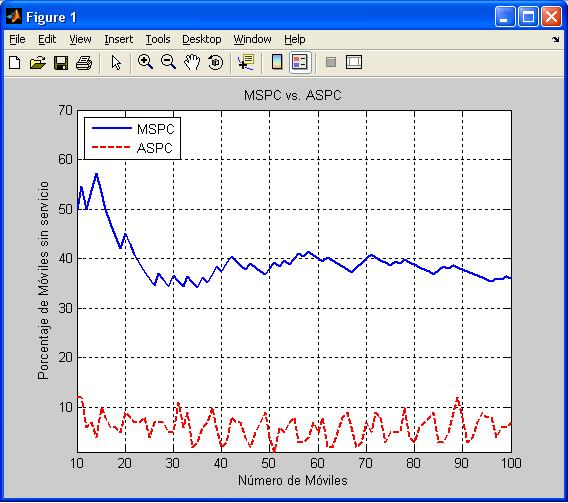 Figure 1
File Edit View Insert Tools Desktop Window Help
MSPC vs. ASPC
MSPC
ASPC
Porcentaje de Móviles sin servicio
70
60
50
40
30
20
10
10 20 30 40 50 60 70 80 90 100
Número de Móviles